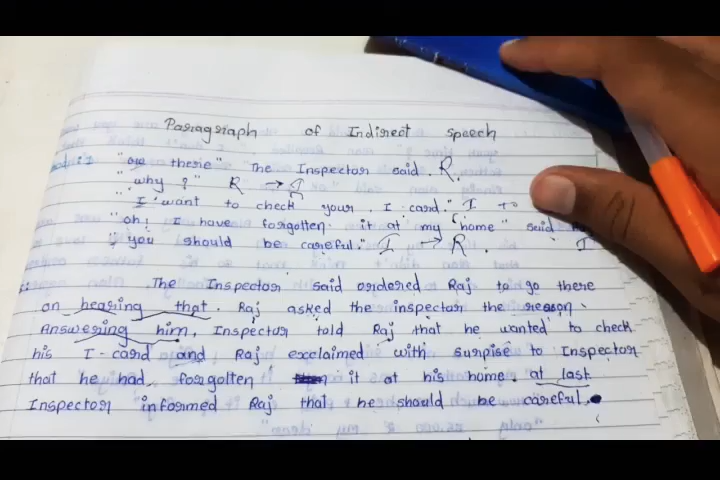 Paragraph of Indirect speech
"Go there" The Inspector said. R.
"Why ?" R → I
"I want to check your I card. I to
"oh! I have forgotten it at my home" said Raj
"you should be careful." I → R. I
The Inspector said ordered Raj to go there
on hearing that. Raj asked the inspector the reason.
Answering him, Inspector told Raj that he wanted to check
his I-card and Raj exclaimed with surprise to Inspector
that he had forgotten it at his home. at last
Inspector informed Raj that he should be careful.